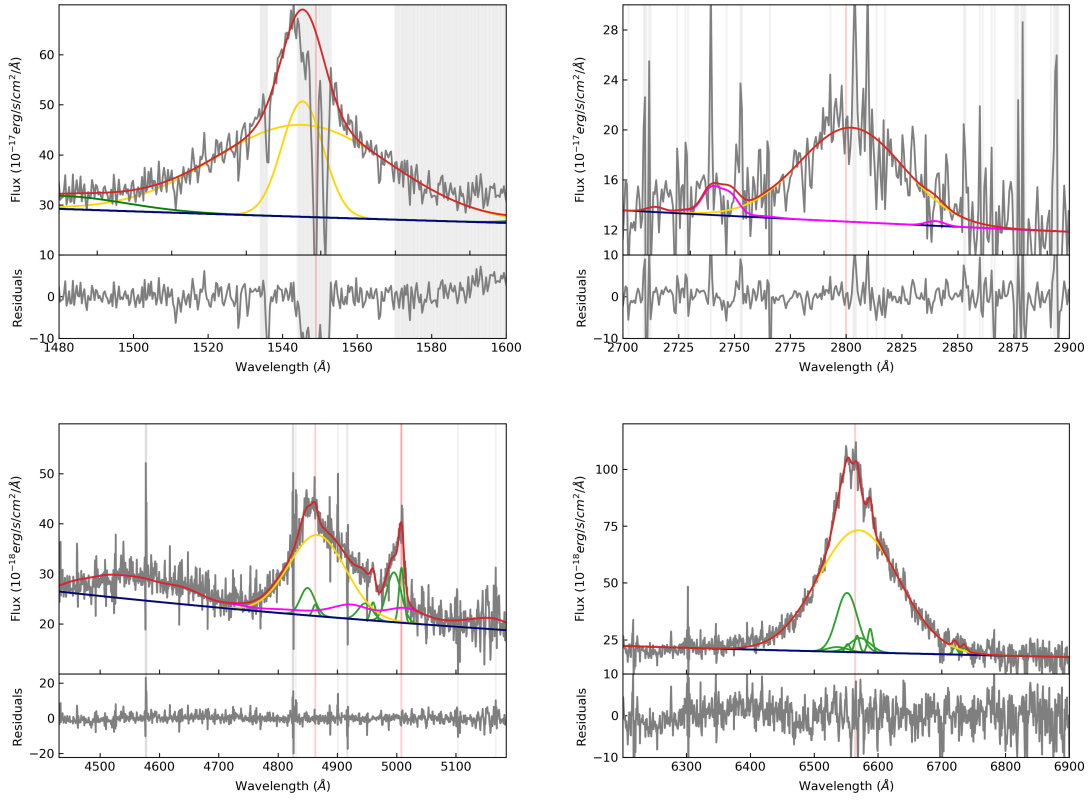 Flux (10⁻¹⁷erg/s/cm²/Å)
60
50
40
30
Residuals
10
0
−10
1480 1500 1520 1540 1560 1580 1600
Wavelength (Å)
Flux (10⁻¹⁷erg/s/cm²/Å)
28
24
20
16
12
Residuals
10
0
−10
2700 2725 2750 2775 2800 2825 2850 2875 2900
Wavelength (Å)
Flux (10⁻¹⁸erg/s/cm²/Å)
50
40
30
20
Residuals
20
0
−20
4500 4600 4700 4800 4900 5000 5100
Wavelength (Å)
Flux (10⁻¹⁸erg/s/cm²/Å)
100
75
50
25
Residuals
10
0
−10
6300 6400 6500 6600 6700 6800 6900
Wavelength (Å)